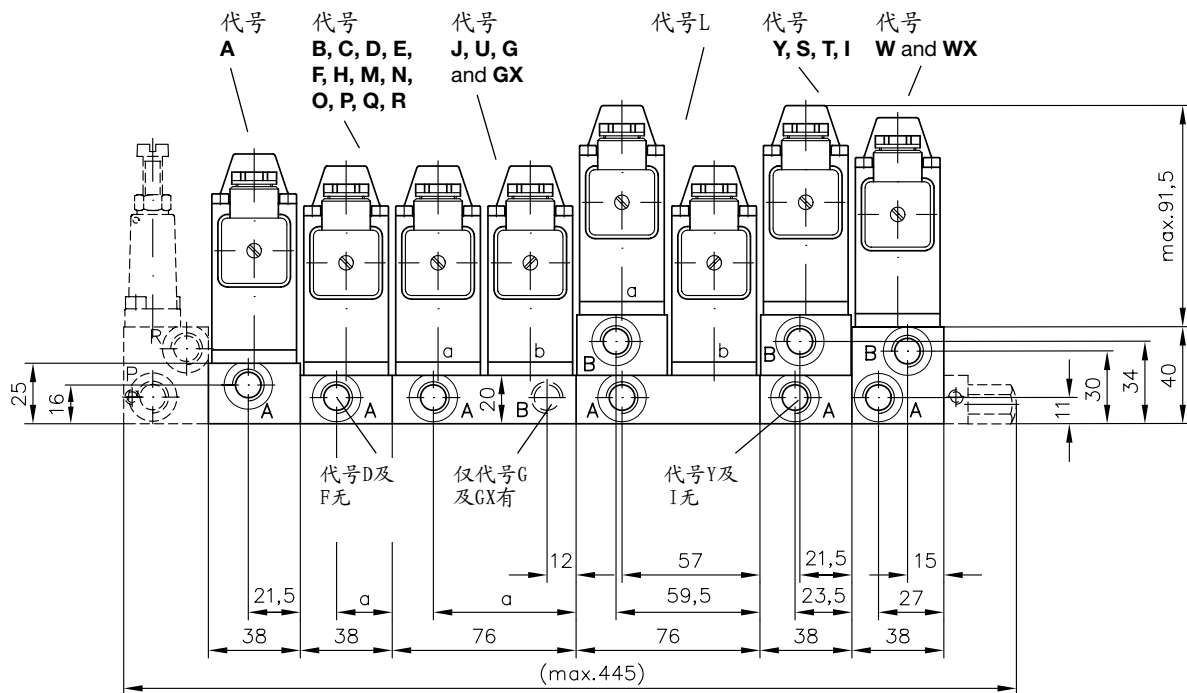 代号
A
代号
B, C, D, E,
F, H, M, N,
O, P, Q, R
代号
J, U, G
and GX
代号L
代号
Y, S, T, I
代号
W and WX
max.91,5
a
a
b
b
R
P
B
B
B
A
A
A
B
A
A
A
25
16
20
11
30
34
40
代号D及
F无
仅代号G
及GX有
代号Y及
I无
12
57
21,5
15
21,5
a
a
59,5
23,5
27
38
38
76
76
38
38
(max.445)